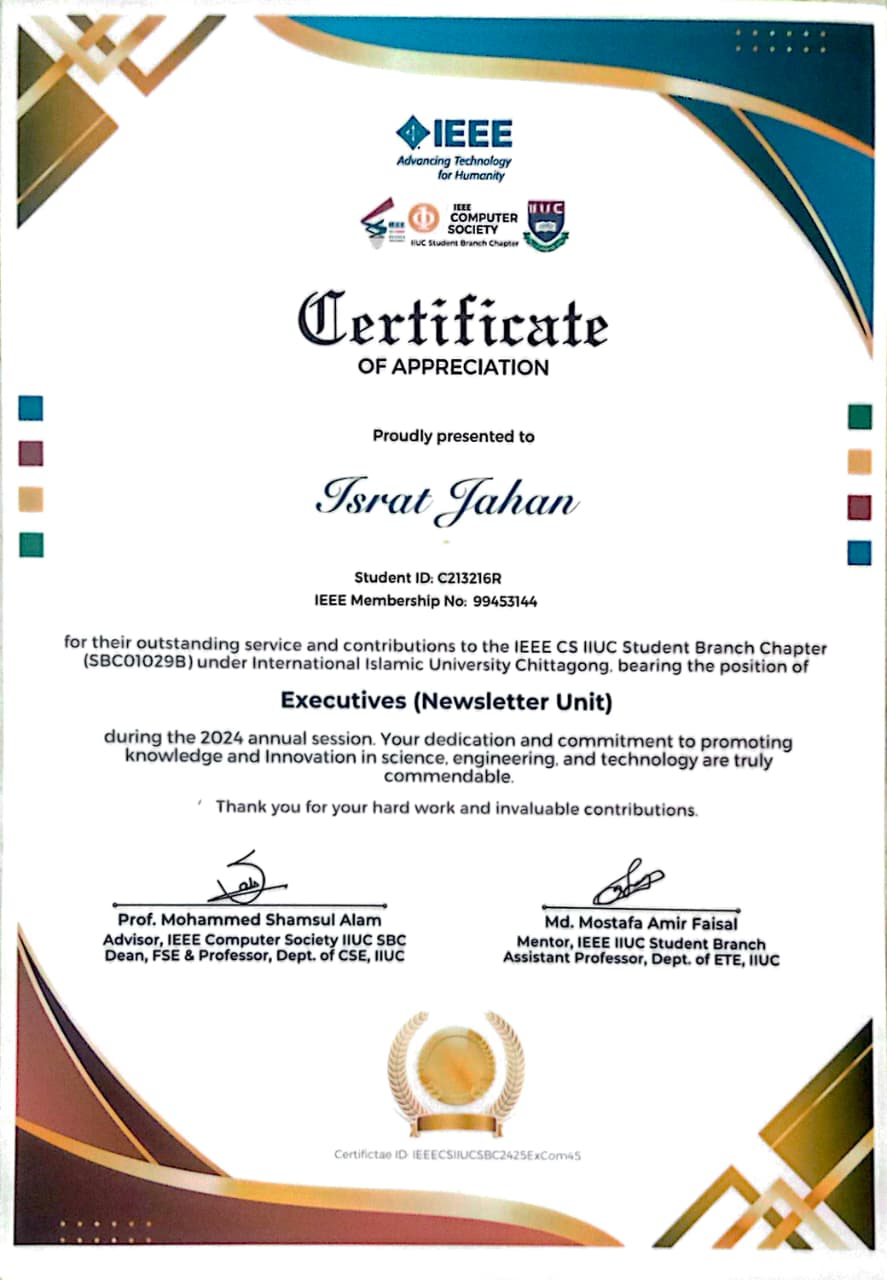 IEEE
Advancing Technology
for Humanity
IEEE
IEEE
COMPUTER
SOCIETY
IIUC Student Branch Chapter
IIUC
Certificate
OF APPRECIATION
Proudly presented to
Israt Jahan
Student ID: C213216R
IEEE Membership No: 99453144
for their outstanding service and contributions to the IEEE CS IIUC Student Branch Chapter
(SBC01029B) under International Islamic University Chittagong, bearing the position of
Executives (Newsletter Unit)
during the 2024 annual session. Your dedication and commitment to promoting
knowledge and Innovation in science, engineering, and technology are truly
commendable.
Thank you for your hard work and invaluable contributions.
Prof. Mohammed Shamsul Alam
Advisor, IEEE Computer Society IIUC SBC
Dean, FSE & Professor, Dept. of CSE, IIUC
Md. Mostafa Amir Faisal
Mentor, IEEE IIUC Student Branch
Assistant Professor, Dept. of ETE, IIUC
Certifictae ID: IEEECSIIUCSBC2425ExCom45